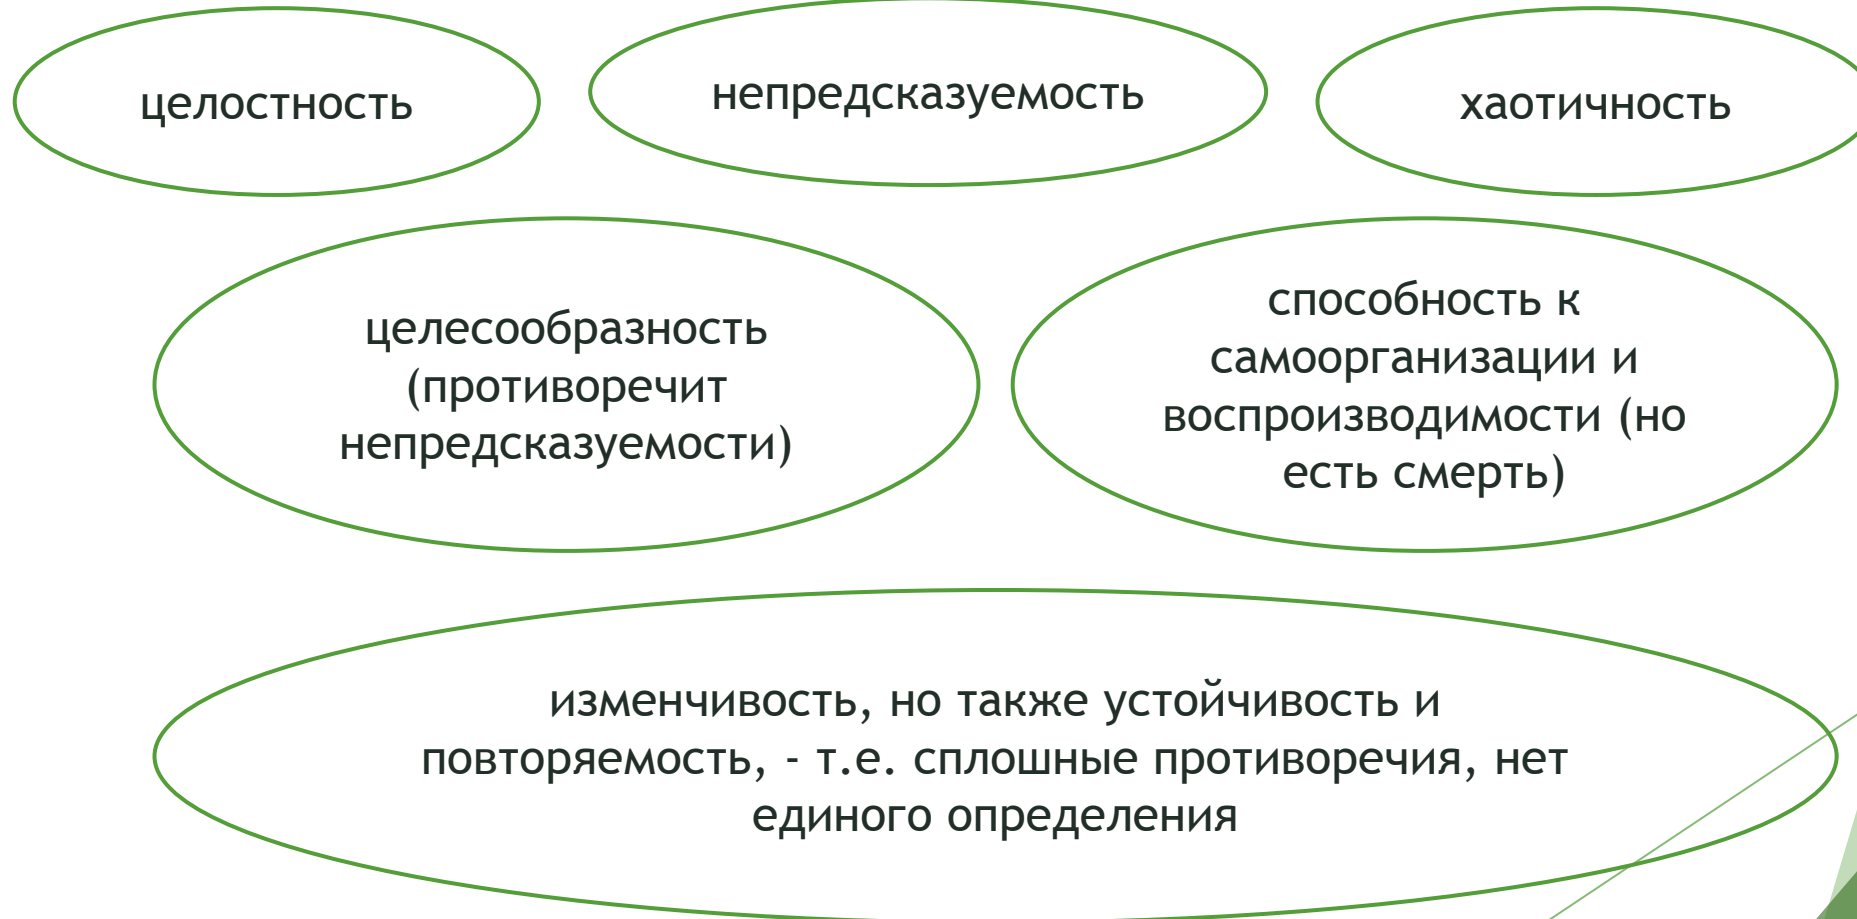 целостность
непредсказуемость
хаотичность
целесообразность
(противоречит
непредсказуемости)
способность к
самоорганизации и
воспроизводимости (но
есть смерть)
изменчивость, но также устойчивость и
повторяемость, - т.е. сплошные противоречия, нет
единого определения